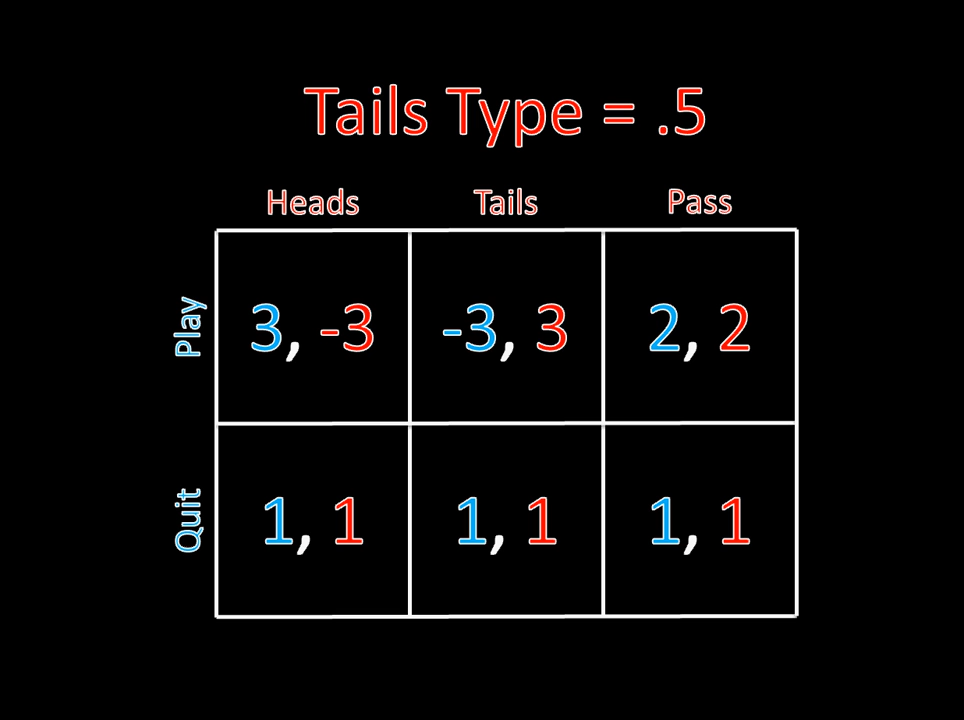 Tails Type = .5
Heads Tails Pass
Play 3, -3 -3, 3 2, 2
Quit 1, 1 1, 1 1, 1